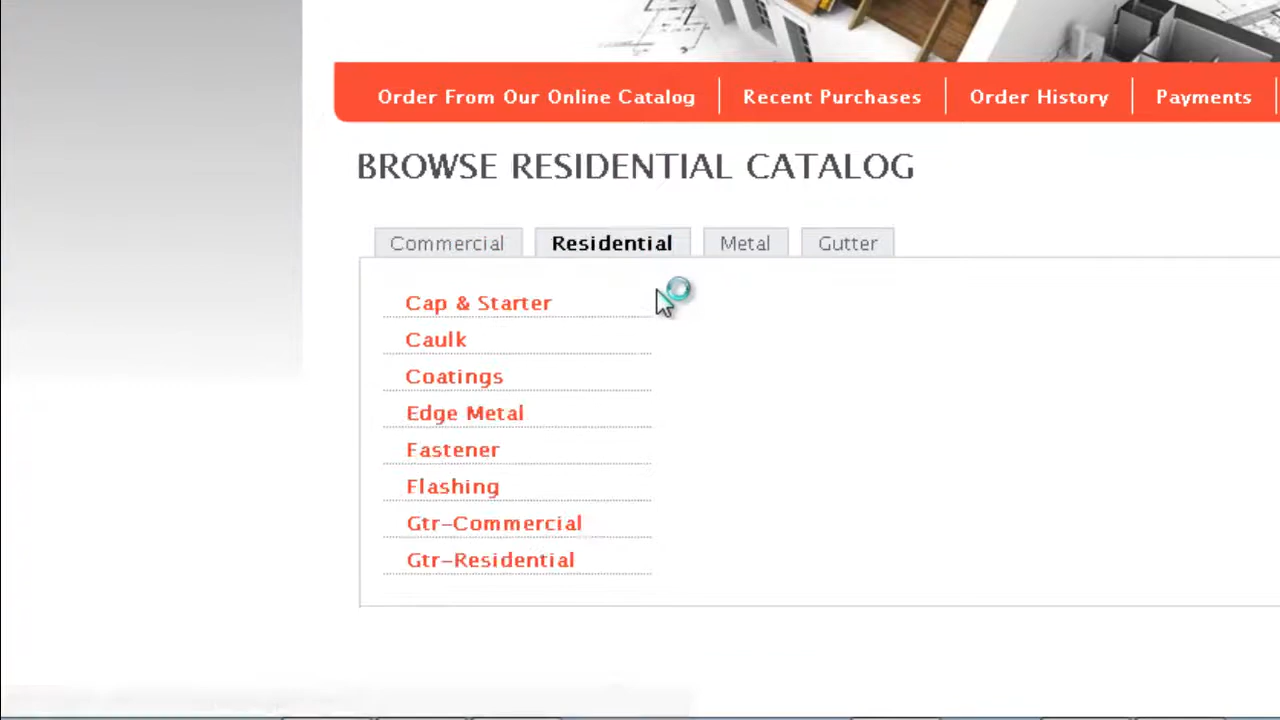 Order From Our Online Catalog
Recent Purchases
Order History
Payments
BROWSE RESIDENTIAL CATALOG
Commercial
Residential
Metal
Gutter
Cap & Starter
Caulk
Coatings
Edge Metal
Fastener
Flashing
Gtr-Commercial
Gtr-Residential